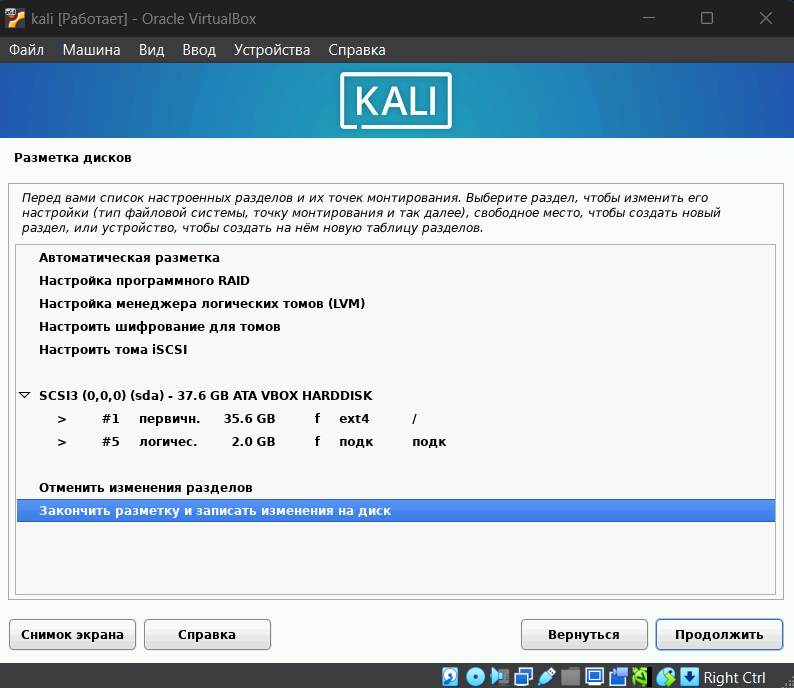 kali [Работает] - Oracle VirtualBox
Файл Машина Вид Ввод Устройства Справка
KALI
Разметка дисков
Перед вами список настроенных разделов и их точек монтирования. Выберите раздел, чтобы изменить его
настройки (тип файловой системы, точку монтирования и так далее), свободное место, чтобы создать новый
раздел, или устройство, чтобы создать на нём новую таблицу разделов.
Автоматическая разметка
Настройка программного RAID
Настройка менеджера логических томов (LVM)
Настроить шифрование для томов
Настроить тома iSCSI
SCSI3 (0,0,0) (sda) - 37.6 GB ATA VBOX HARDDISK
> #1 первичн. 35.6 GB f ext4 /
> #5 логичес. 2.0 GB f подк подк
Отменить изменения разделов
Закончить разметку и записать изменения на диск
Снимок экрана Справка Вернуться Продолжить
Right Ctrl